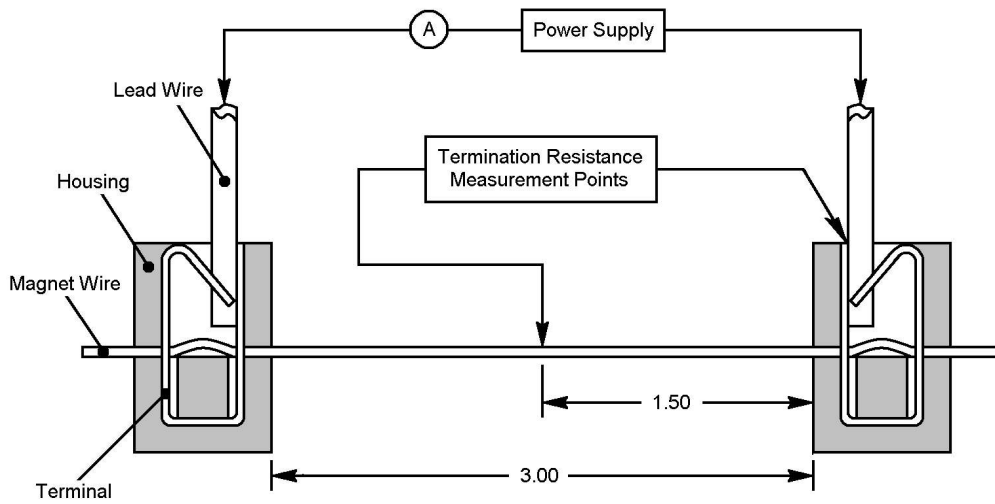 A
Power Supply
Lead Wire
Termination Resistance
Measurement Points
Housing
Magnet Wire
1.50
3.00
Terminal